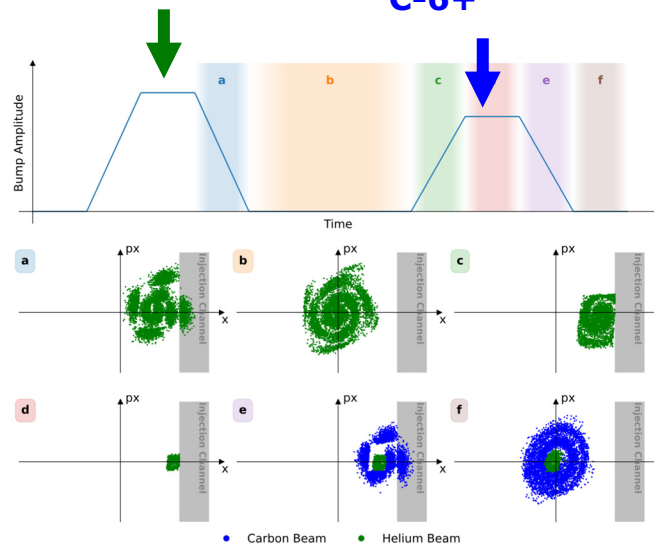 C-6+
a
b
c
e
f
Bump Amplitude
Time
a
px
x
Injection Channel
b
px
x
Injection Channel
c
px
x
Injection Channel
d
px
x
Injection Channel
e
px
x
Injection Channel
f
px
x
Injection Channel
Carbon Beam
Helium Beam